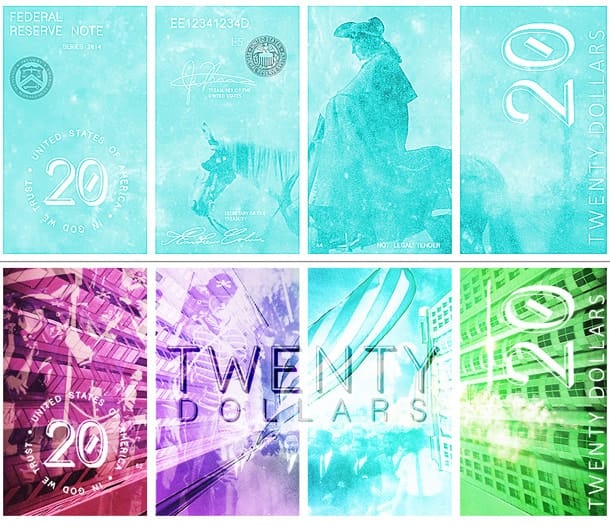 FEDERAL
RESERVE NOTE
SERIES 2014
UNITED STATES OF AMERICA • IN GOD WE TRUST •
20
EE12341234D
TREASURER OF THE
UNITED STATES
SECRETARY OF THE
TREASURY
NOT LEGAL TENDER
20
TWENTY DOLLARS
UNITED STATES OF AMERICA • IN GOD WE TRUST •
20
TWENTY
DOLLARS
20
TWENTY DOLLARS